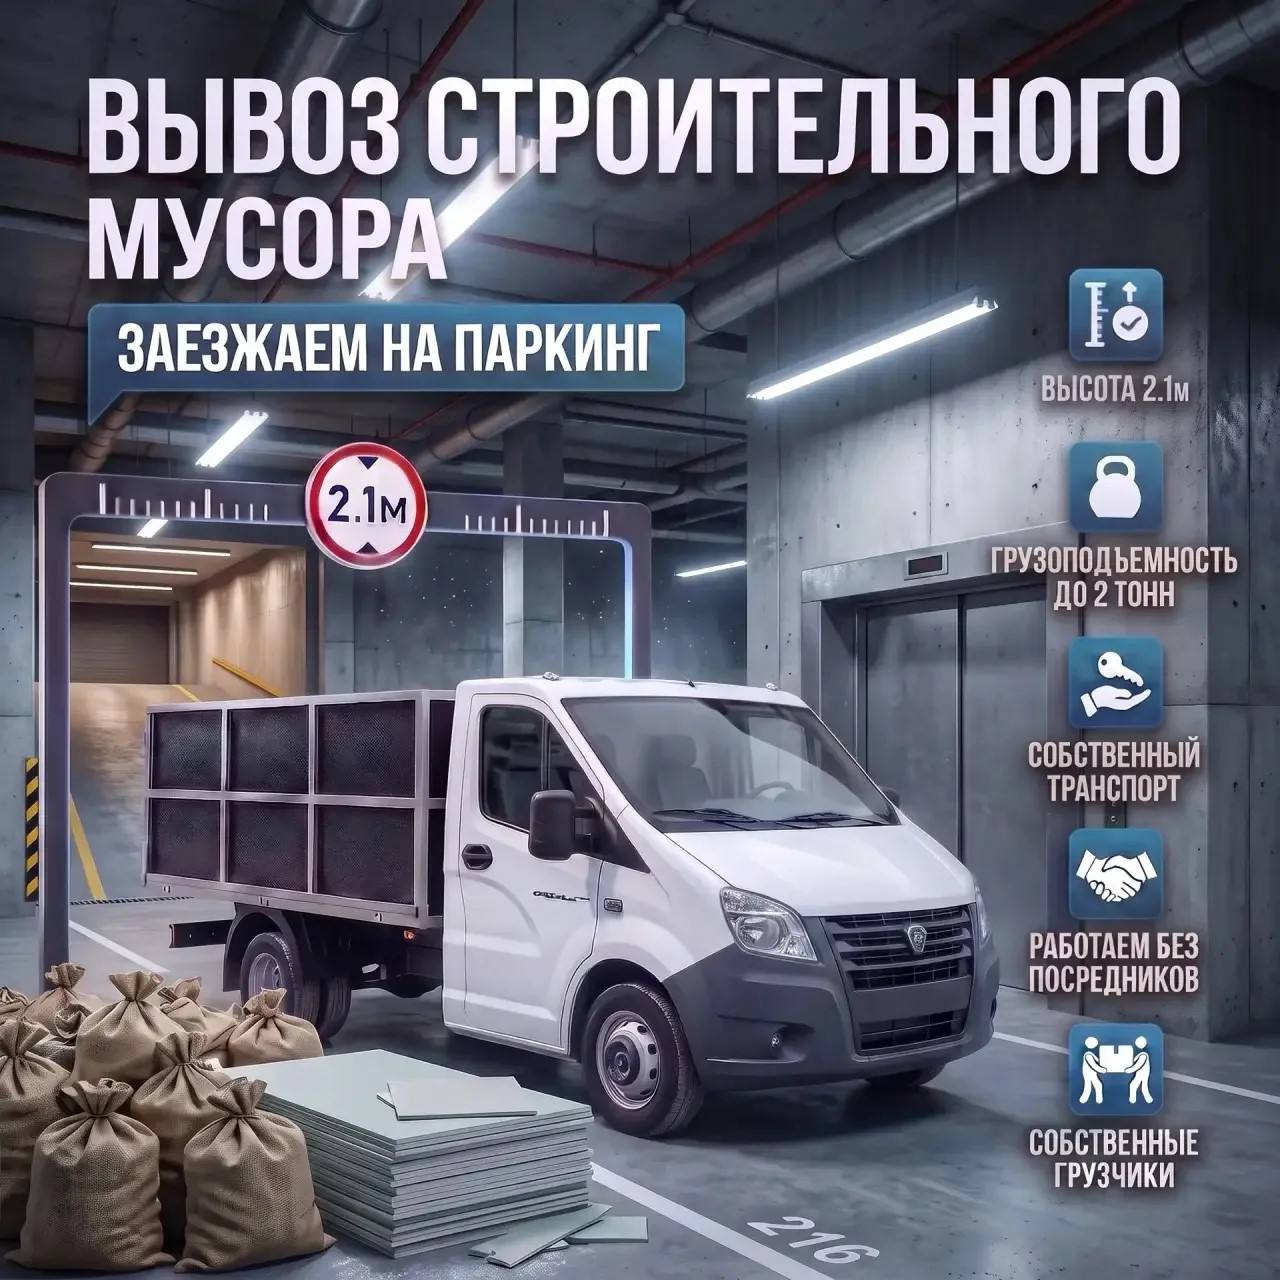 ВЫВОЗ СТРОИТЕЛЬНОГО
МУСОРА
ЗАЕЗЖАЕМ НА ПАРКИНГ
2.1м
ВЫСОТА 2.1м
ГРУЗОПОДЪЕМНОСТЬ
ДО 2 ТОНН
СОБСТВЕННЫЙ
ТРАНСПОРТ
РАБОТАЕМ БЕЗ
ПОСРЕДНИКОВ
СОБСТВЕННЫЕ
ГРУЗЧИКИ
216